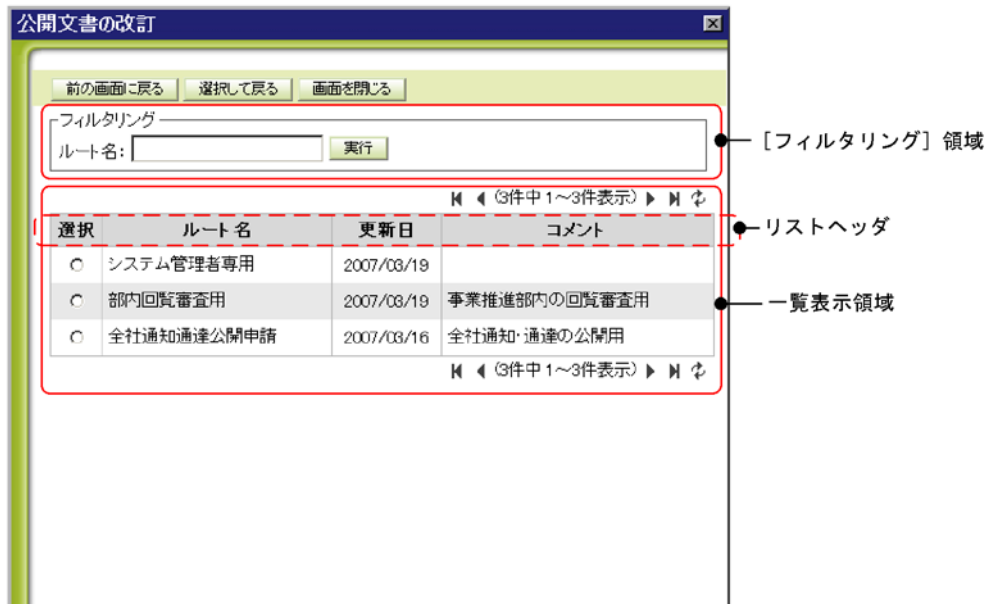 公開文書の改訂
前の画面に戻る 選択して戻る 画面を閉じる
フィルタリング
ルート名: 実行
[フィルタリング] 領域
(3件中 1～3件表示)
選択 ルート名 更新日 コメント
リストヘッダ
システム管理者専用 2007/03/19
部内回覧審査用 2007/03/19 事業推進部内の回覧審査用
一覧表示領域
全社通知通達公開申請 2007/03/16 全社通知・通達の公開用
(3件中 1～3件表示)